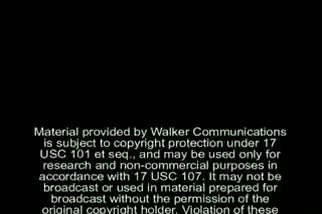 Material provided by Walker Communications
is subject to copyright protection under 17
USC 101 et seq., and may be used only for
research and non-commercial purposes in
accordance with 17 USC 107. It may not be
broadcast or used in material prepared for
broadcast without the permission of the
original copyright holder. Violation of these